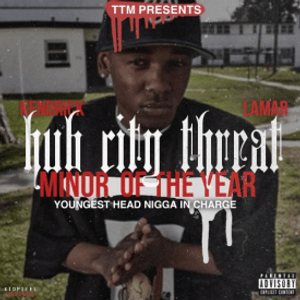 TTM PRESENTS
KENDRICK LAMAR
hub city threat
MINOR OF THE YEAR
YOUNGEST HEAD NIGGA IN CHARGE
PARENTAL
ADVISORY
EXPLICIT CONTENT